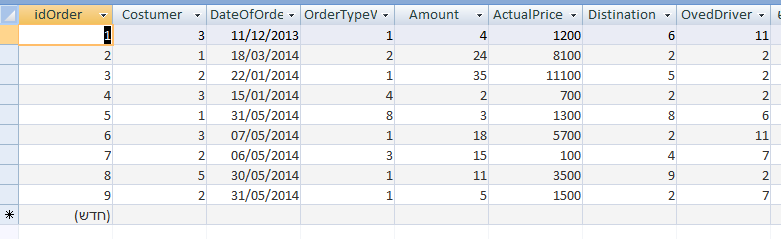 idOrder Costumer DateOfOrde OrderTypeW Amount ActualPrice Distination OvedDriver
1 3 11/12/2013 1 4 1200 6 11
2 1 18/03/2014 2 24 8100 2 2
3 2 22/01/2014 1 35 11100 5 2
4 3 15/01/2014 4 2 700 2 2
5 1 31/05/2014 8 3 1300 8 6
6 3 07/05/2014 1 18 5700 2 11
7 2 06/05/2014 3 15 100 4 7
8 5 30/05/2014 1 11 3500 9 2
9 2 31/05/2014 1 5 1500 2 7
(חדש)